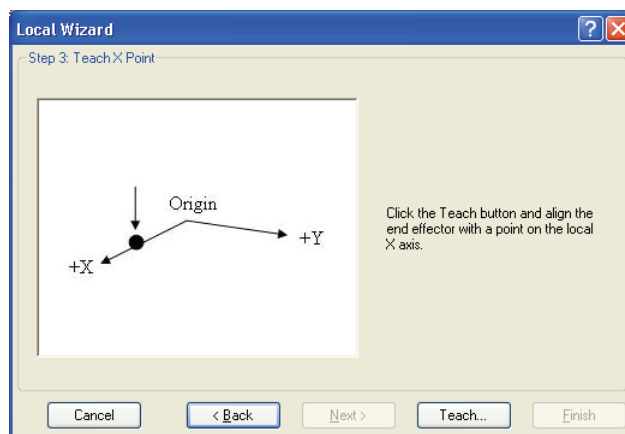 Local Wizard
Step 3: Teach X Point
Origin
+Y
+X
Click the Teach button and align the
end effector with a point on the local
X axis.
Cancel
< Back
Next >
Teach...
Finish